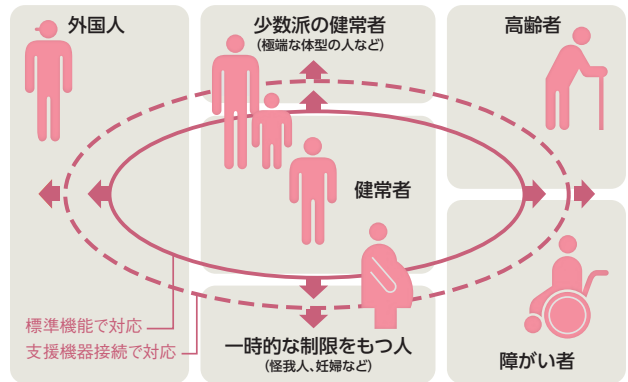 外国人
少数派の健常者
(極端な体型の人など)
高齢者
健常者
標準機能で対応
支援機器接続で対応
一時的な制限をもつ人
(怪我人、妊婦など)
障がい者